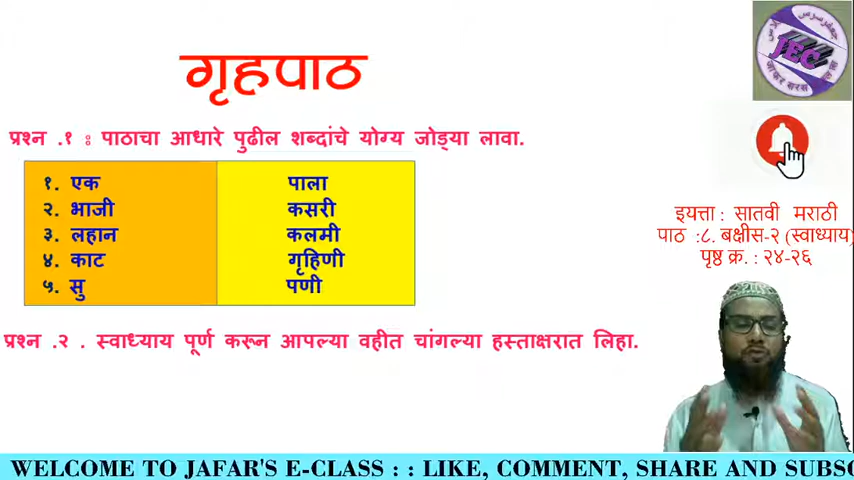 गृहपाठ
प्रश्न .१ : पाठाचा आधारे पुढील शब्दांचे योग्य जोड्या लावा.
१. एक पाला
२. भाजी कसरी
३. लहान कलमी
४. काट गृहिणी
५. सु पणी
प्रश्न .२ . स्वाध्याय पूर्ण करून आपल्या वहीत चांगल्या हस्ताक्षरात लिहा.
JEC
इयत्ता : सातवी मराठी
पाठ :८. बक्षीस-२ (स्वाध्याय)
पृष्ठ क्र. : २४-२६
WELCOME TO JAFAR'S E-CLASS : : LIKE, COMMENT, SHARE AND SUBSC